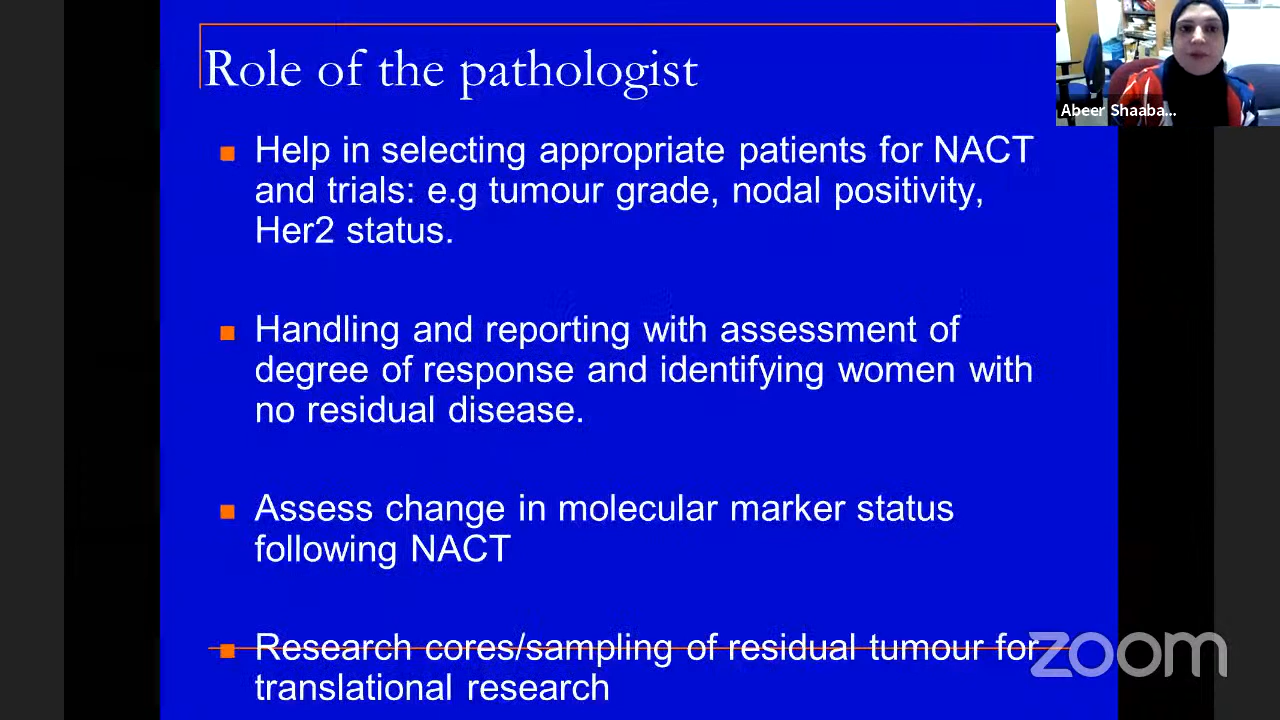 Role of the pathologist
Abeer Shaaba...
Help in selecting appropriate patients for NACT
and trials: e.g tumour grade, nodal positivity,
Her2 status.
Handling and reporting with assessment of
degree of response and identifying women with
no residual disease.
Assess change in molecular marker status
following NACT
Research cores/sampling of residual tumour for
translational research
zoom